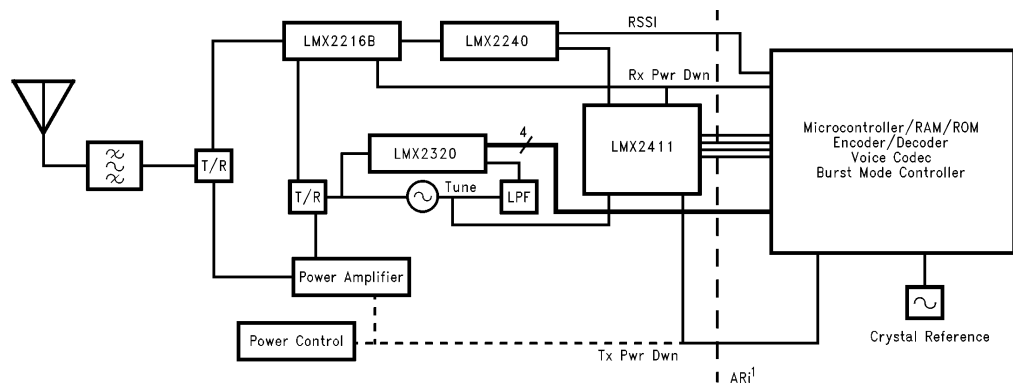 RSSI
LMX2216B
LMX2240
Rx Pwr Dwn
Microcontroller/RAM/ROM
Encoder/Decoder
Voice Codec
Burst Mode Controller
4
LMX2411
LMX2320
T/R
Tune
T/R
LPF
Power Amplifier
Crystal Reference
Power Control
Tx Pwr Dwn
ARi¹